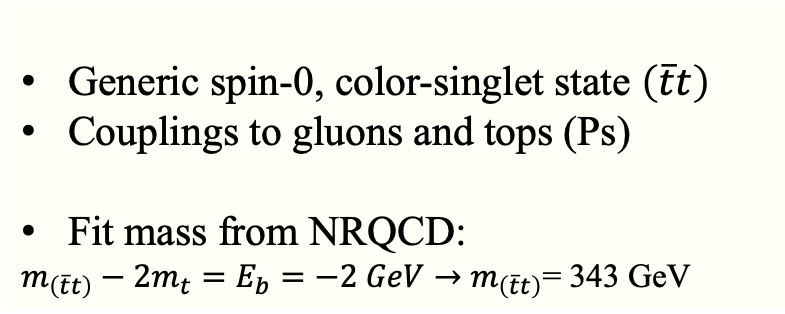 • Generic spin-0, color-singlet state (t̅t)
• Couplings to gluons and tops (Ps)
• Fit mass from NRQCD:
m(t̅t) − 2mt = Eb = −2 GeV → m(t̅t)= 343 GeV